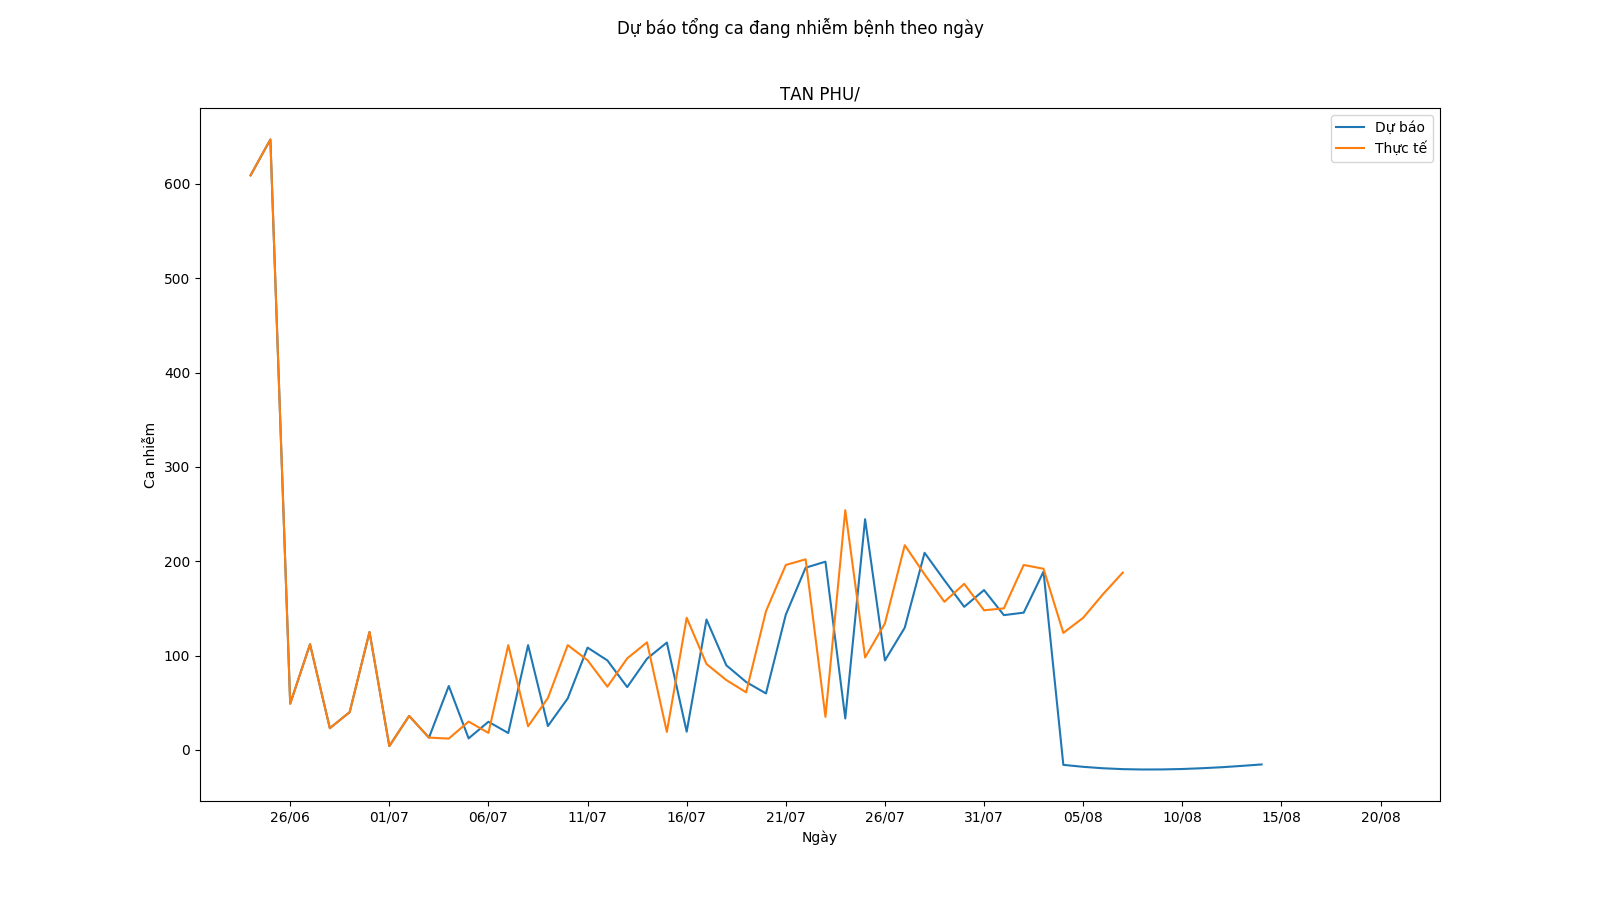 Dự báo tổng ca đang nhiễm bệnh theo ngày
TAN PHU/
Dự báo
Thực tế
600
500
400
300
200
100
0
Ca nhiễm
26/06 01/07 06/07 11/07 16/07 21/07 26/07 31/07 05/08 10/08 15/08 20/08
Ngày